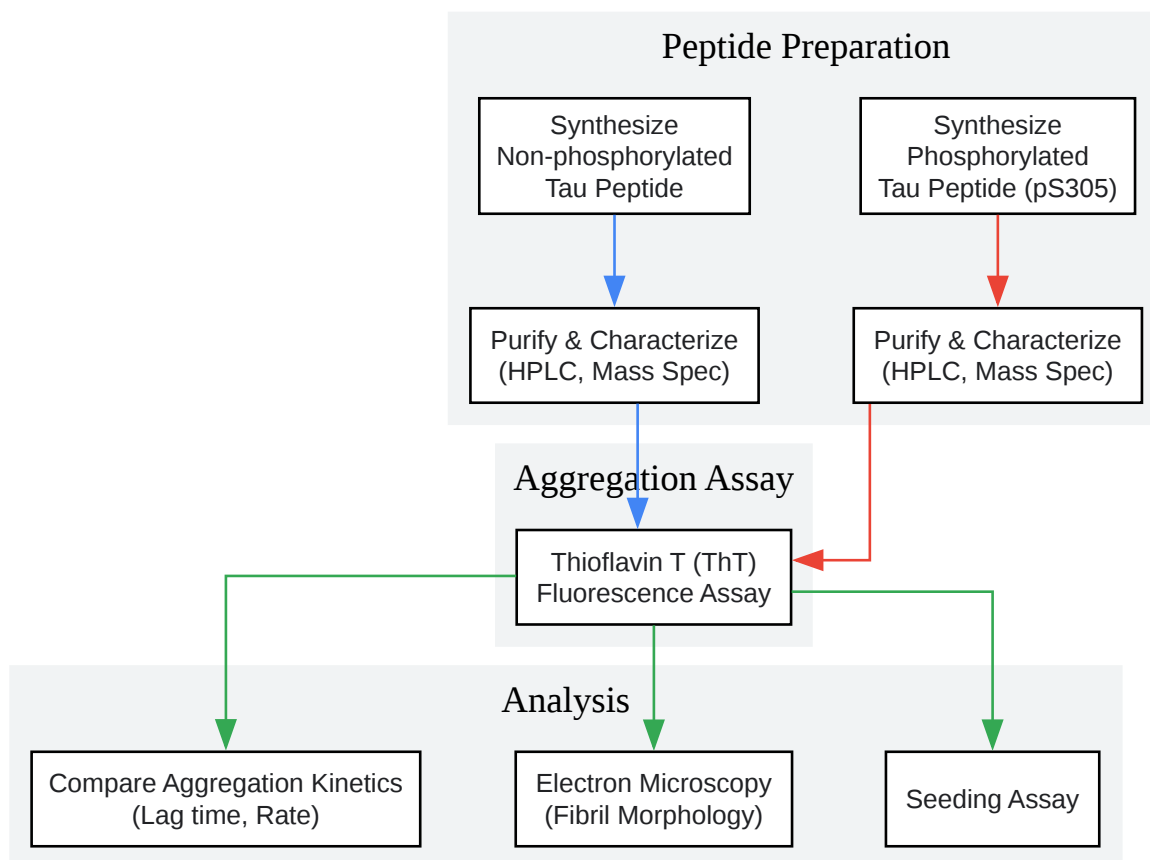 Peptide Preparation
Synthesize
Non-phosphorylated
Tau Peptide
Synthesize
Phosphorylated
Tau Peptide (pS305)
Purify & Characterize
(HPLC, Mass Spec)
Purify & Characterize
(HPLC, Mass Spec)
Aggregation Assay
Thioflavin T (ThT)
Fluorescence Assay
Analysis
Compare Aggregation Kinetics
(Lag time, Rate)
Electron Microscopy
(Fibril Morphology)
Seeding Assay